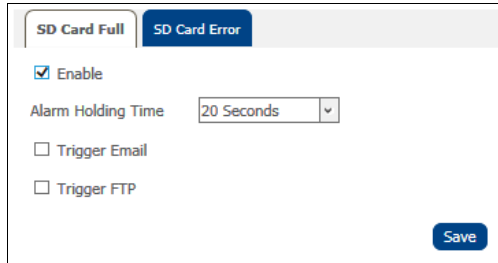 SD Card Full SD Card Error
Enable
Alarm Holding Time 20 Seconds
Trigger Email
Trigger FTP
Save